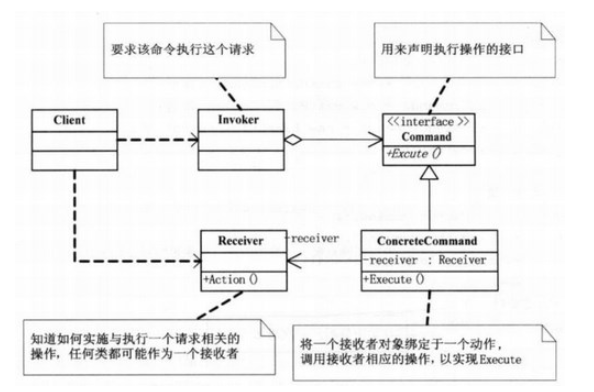 要求该命令执行这个请求
用来声明执行操作的接口
Client
Invoker
<<interface>>
Command
+Excute ()
Receiver
-receiver
ConcreteCommand
-receiver : Receiver
+Action ()
+Execute ()
知道如何实施与执行一个请求相关的
操作，任何类都可能作为一个接收者
将一个接收者对象绑定于一个动作，
调用接收者相应的操作，以实现Execute